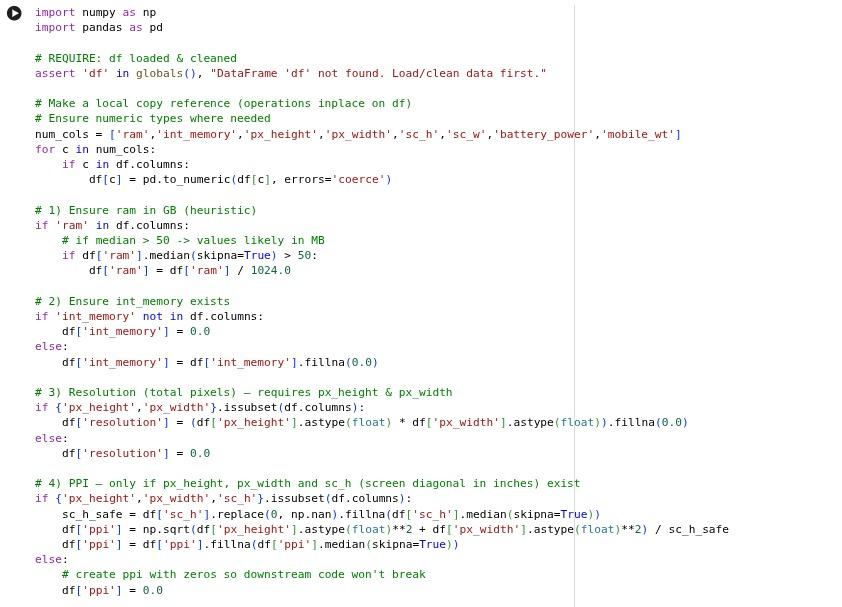 import numpy as np
import pandas as pd

# REQUIRE: df loaded & cleaned
assert 'df' in globals(), "DataFrame 'df' not found. Load/clean data first."

# Make a local copy reference (operations inplace on df)
# Ensure numeric types where needed
num_cols = ['ram','int_memory','px_height','px_width','sc_h','sc_w','battery_power','mobile_wt']
for c in num_cols:
    if c in df.columns:
        df[c] = pd.to_numeric(df[c], errors='coerce')

# 1) Ensure ram in GB (heuristic)
if 'ram' in df.columns:
    # if median > 50 -> values likely in MB
    if df['ram'].median(skipna=True) > 50:
        df['ram'] = df['ram'] / 1024.0

# 2) Ensure int_memory exists
if 'int_memory' not in df.columns:
    df['int_memory'] = 0.0
else:
    df['int_memory'] = df['int_memory'].fillna(0.0)

# 3) Resolution (total pixels) — requires px_height & px_width
if {'px_height','px_width'}.issubset(df.columns):
    df['resolution'] = (df['px_height'].astype(float) * df['px_width'].astype(float)).fillna(0.0)
else:
    df['resolution'] = 0.0

# 4) PPI — only if px_height, px_width and sc_h (screen diagonal in inches) exist
if {'px_height','px_width','sc_h'}.issubset(df.columns):
    sc_h_safe = df['sc_h'].replace(0, np.nan).fillna(df['sc_h'].median(skipna=True))
    df['ppi'] = np.sqrt(df['px_height'].astype(float)**2 + df['px_width'].astype(float)**2) / sc_h_safe
    df['ppi'] = df['ppi'].fillna(df['ppi'].median(skipna=True))
else:
    # create ppi with zeros so downstream code won't break
    df['ppi'] = 0.0